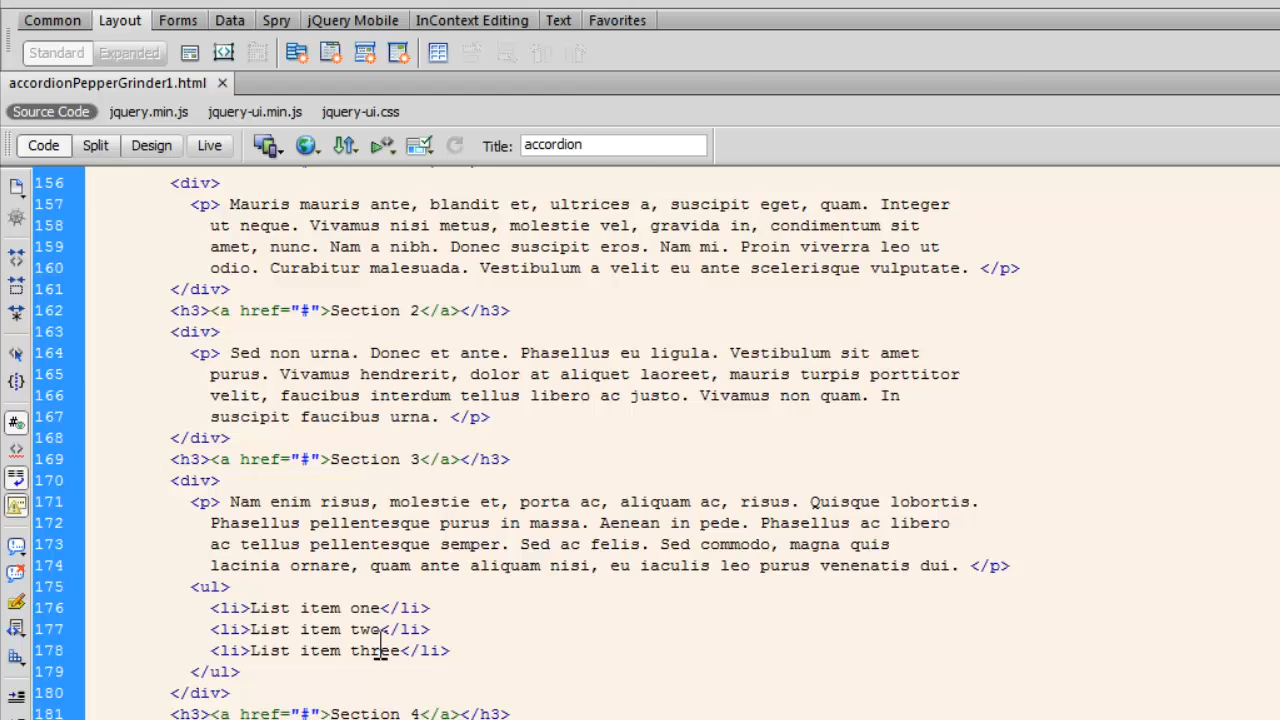 Common Layout Forms Data Spry jQuery Mobile InContext Editing Text Favorites
Standard Expanded
accordionPepperGrinder1.html
Source Code jquery.min.js jquery-ui.min.js jquery-ui.css
Code Split Design Live Title: accordion
156 <div>
157 <p> Mauris mauris ante, blandit et, ultrices a, suscipit eget, quam. Integer
158 ut neque. Vivamus nisi metus, molestie vel, gravida in, condimentum sit
159 amet, nunc. Nam a nibh. Donec suscipit eros. Nam mi. Proin viverra leo ut
160 odio. Curabitur malesuada. Vestibulum a velit eu ante scelerisque vulputate. </p>
161 </div>
162 <h3><a href="#">Section 2</a></h3>
163 <div>
164 <p> Sed non urna. Donec et ante. Phasellus eu ligula. Vestibulum sit amet
165 purus. Vivamus hendrerit, dolor at aliquet laoreet, mauris turpis porttitor
166 velit, faucibus interdum tellus libero ac justo. Vivamus non quam. In
167 suscipit faucibus urna. </p>
168 </div>
169 <h3><a href="#">Section 3</a></h3>
170 <div>
171 <p> Nam enim risus, molestie et, porta ac, aliquam ac, risus. Quisque lobortis.
172 Phasellus pellentesque purus in massa. Aenean in pede. Phasellus ac libero
173 ac tellus pellentesque semper. Sed ac felis. Sed commodo, magna quis
174 lacinia ornare, quam ante aliquam nisi, eu iaculis leo purus venenatis dui. </p>
175 <ul>
176 <li>List item one</li>
177 <li>List item two</li>
178 <li>List item three</li>
179 </ul>
180 </div>
181 <h3><a href="#">Section 4</a></h3>